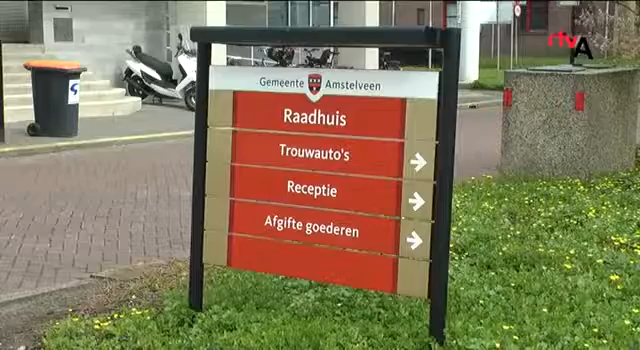 rtvA
Gemeente Amstelveen
Raadhuis
Trouwauto's
Receptie
Afgifte goederen